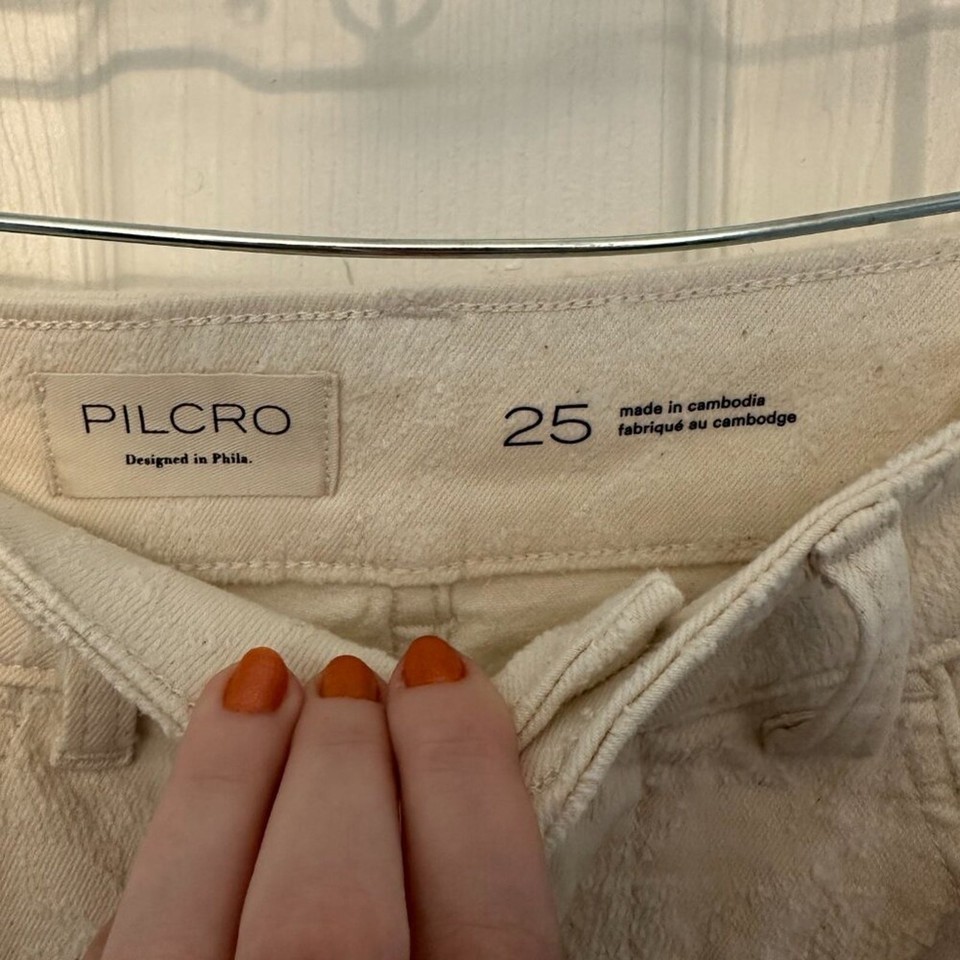 PILCRO
Designed in Phila.
25
made in cambodia
fabriqué au cambodge